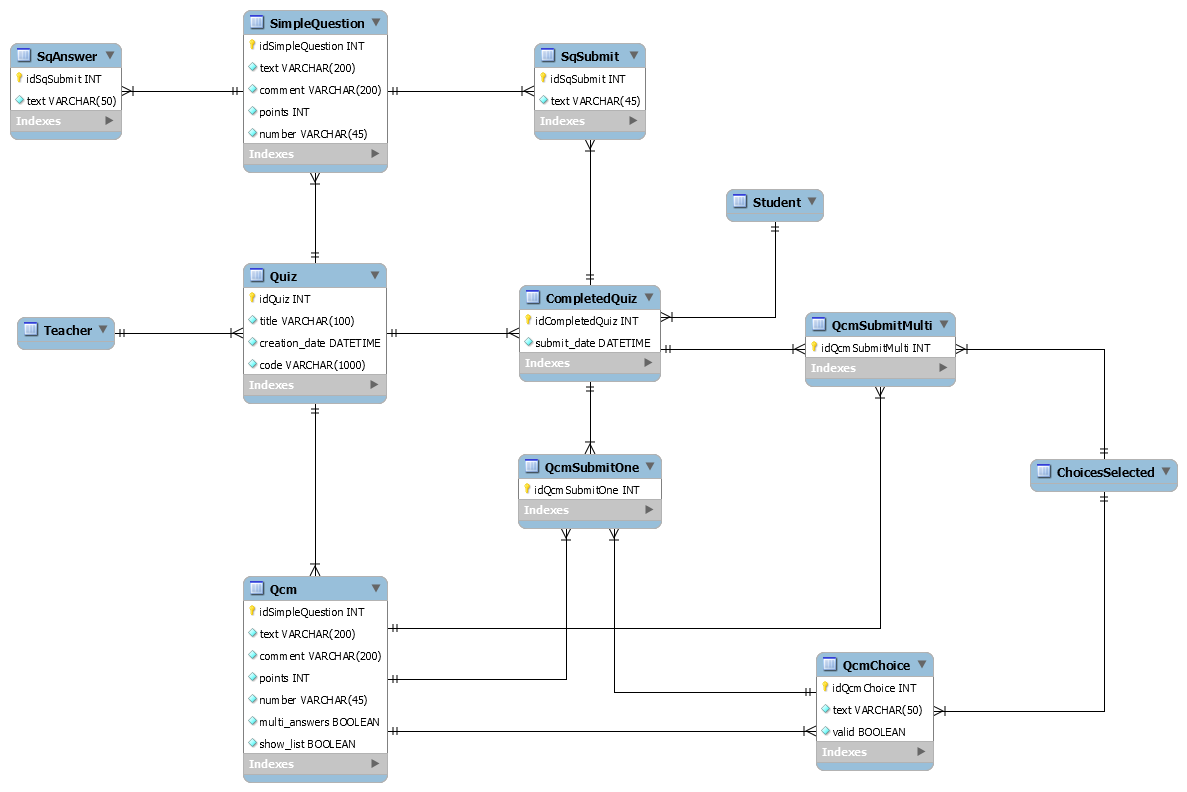 SimpleQuestion
idSimpleQuestion INT
text VARCHAR(200)
comment VARCHAR(200)
points INT
number VARCHAR(45)
Indexes
SqAnswer
idSqSubmit INT
text VARCHAR(50)
Indexes
SqSubmit
idSqSubmit INT
text VARCHAR(45)
Indexes
Student
Quiz
idQuiz INT
title VARCHAR(100)
creation_date DATETIME
code VARCHAR(1000)
Indexes
Teacher
CompletedQuiz
idCompletedQuiz INT
submit_date DATETIME
Indexes
QcmSubmitMulti
idQcmSubmitMulti INT
Indexes
QcmSubmitOne
idQcmSubmitOne INT
Indexes
ChoicesSelected
Qcm
idSimpleQuestion INT
text VARCHAR(200)
comment VARCHAR(200)
points INT
number VARCHAR(45)
multi_answers BOOLEAN
show_list BOOLEAN
Indexes
QcmChoice
idQcmChoice INT
text VARCHAR(50)
valid BOOLEAN
Indexes